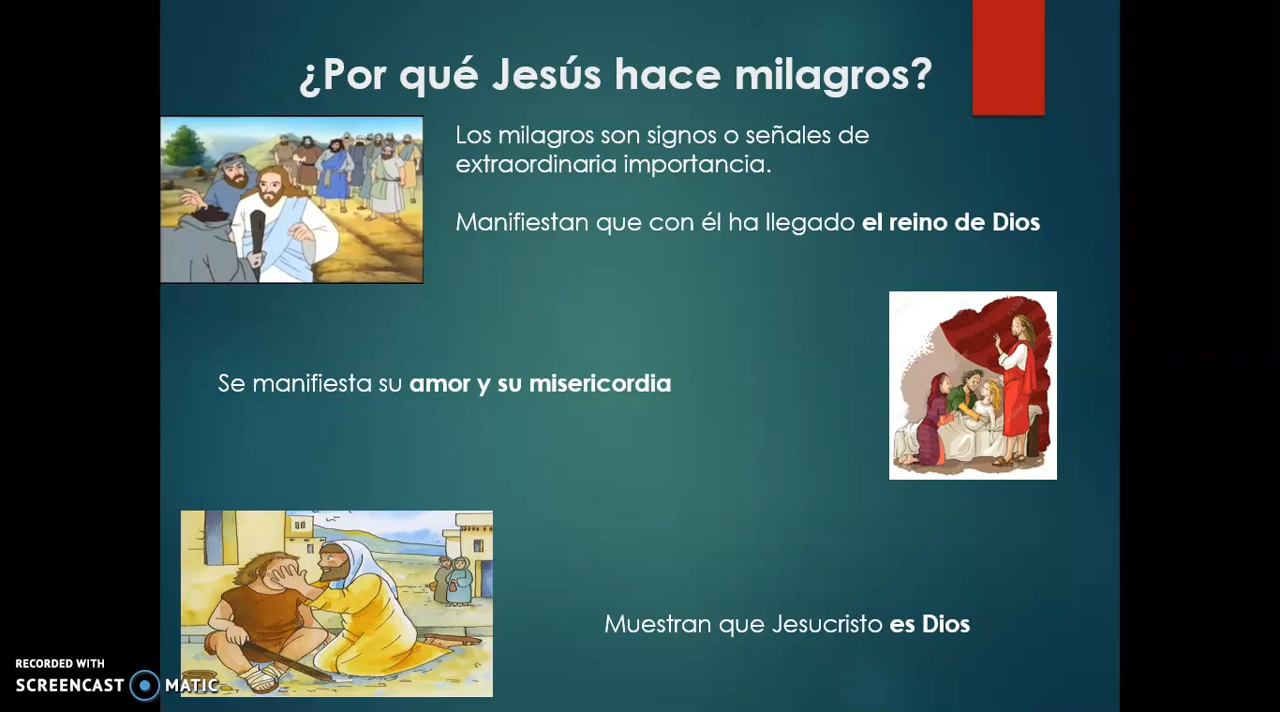 ¿Por qué Jesús hace milagros?
Los milagros son signos o señales de
extraordinaria importancia.
Manifiestan que con él ha llegado el reino de Dios
Se manifiesta su amor y su misericordia
Muestran que Jesucristo es Dios
RECORDED WITH
SCREENCAST MATIC